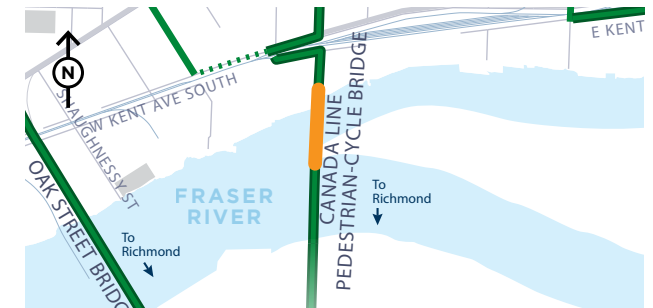 N
E KENT
W KENT AVE SOUTH
SHAUGHNESSY ST
OAK STREET BRIDG
FRASER
RIVER
CANADA LINE
PEDESTRIAN-CYCLE BRIDGE
To
Richmond
To
Richmond